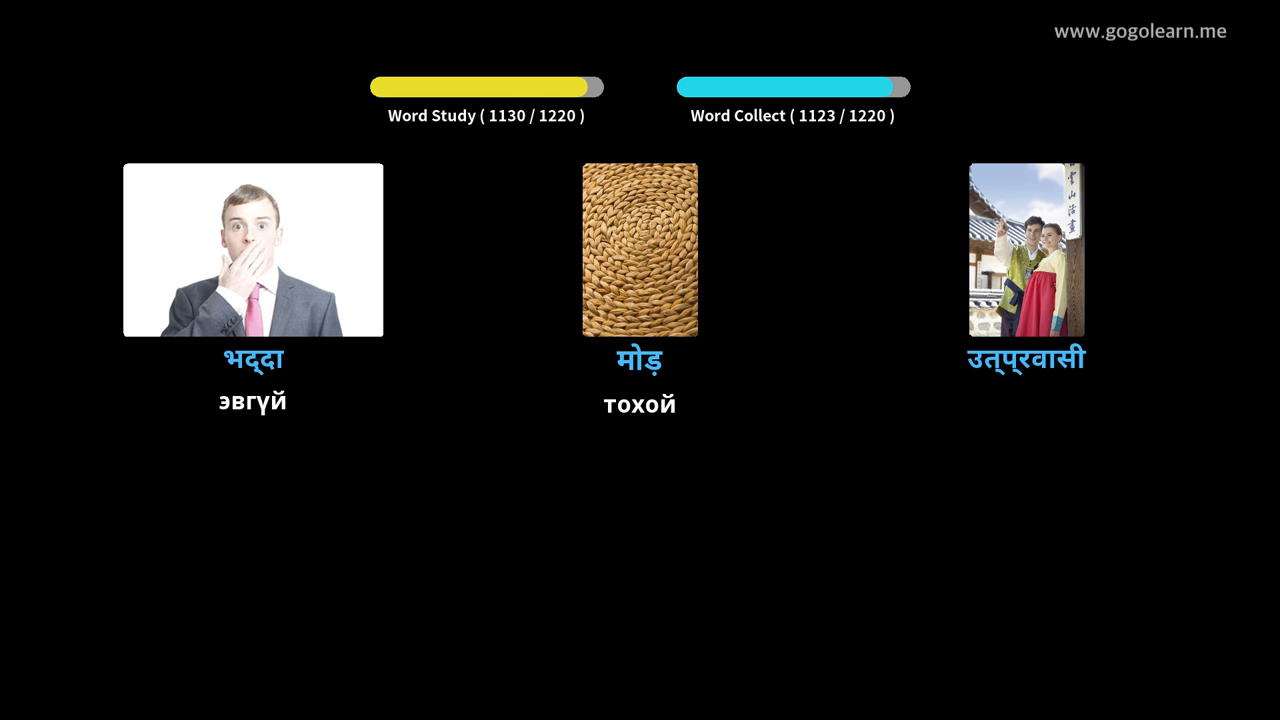 www.gogolearn.me
Word Study ( 1130 / 1220 )
Word Collect ( 1123 / 1220 )
भद्‌दा
मोड़
उत्‌प्‌रवासी
эвгүй
тохой